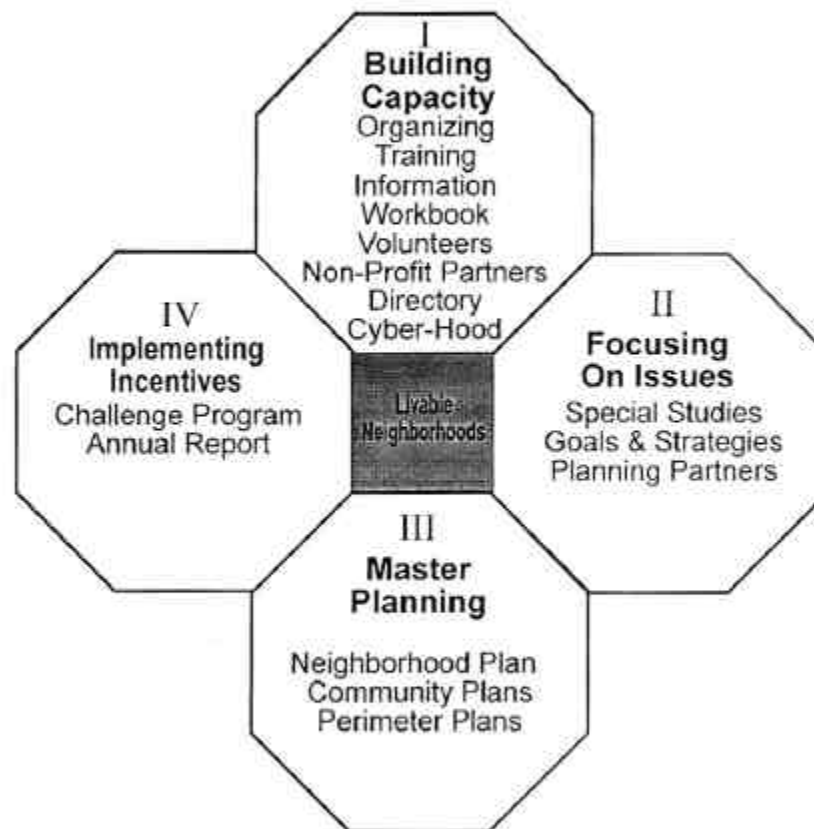 I
Building
Capacity
Organizing
Training
Information
Workbook
Volunteers
Non-Profit Partners
Directory
Cyber-Hood
II
Focusing
On Issues
Special Studies
Goals & Strategies
Planning Partners
III
Master
Planning
Neighborhood Plan
Community Plans
Perimeter Plans
IV
Implementing
Incentives
Challenge Program
Annual Report
Livable
Neighborhoods